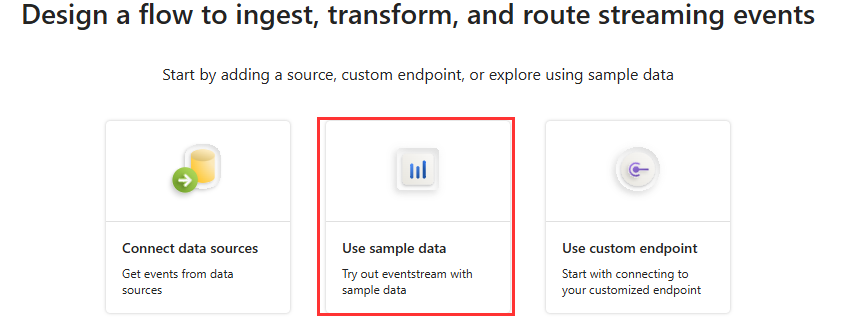 Design a flow to ingest, transform, and route streaming events
Start by adding a source, custom endpoint, or explore using sample data
Connect data sources
Get events from data
sources
Use sample data
Try out eventstream with
sample data
Use custom endpoint
Start with connecting to
your customized endpoint